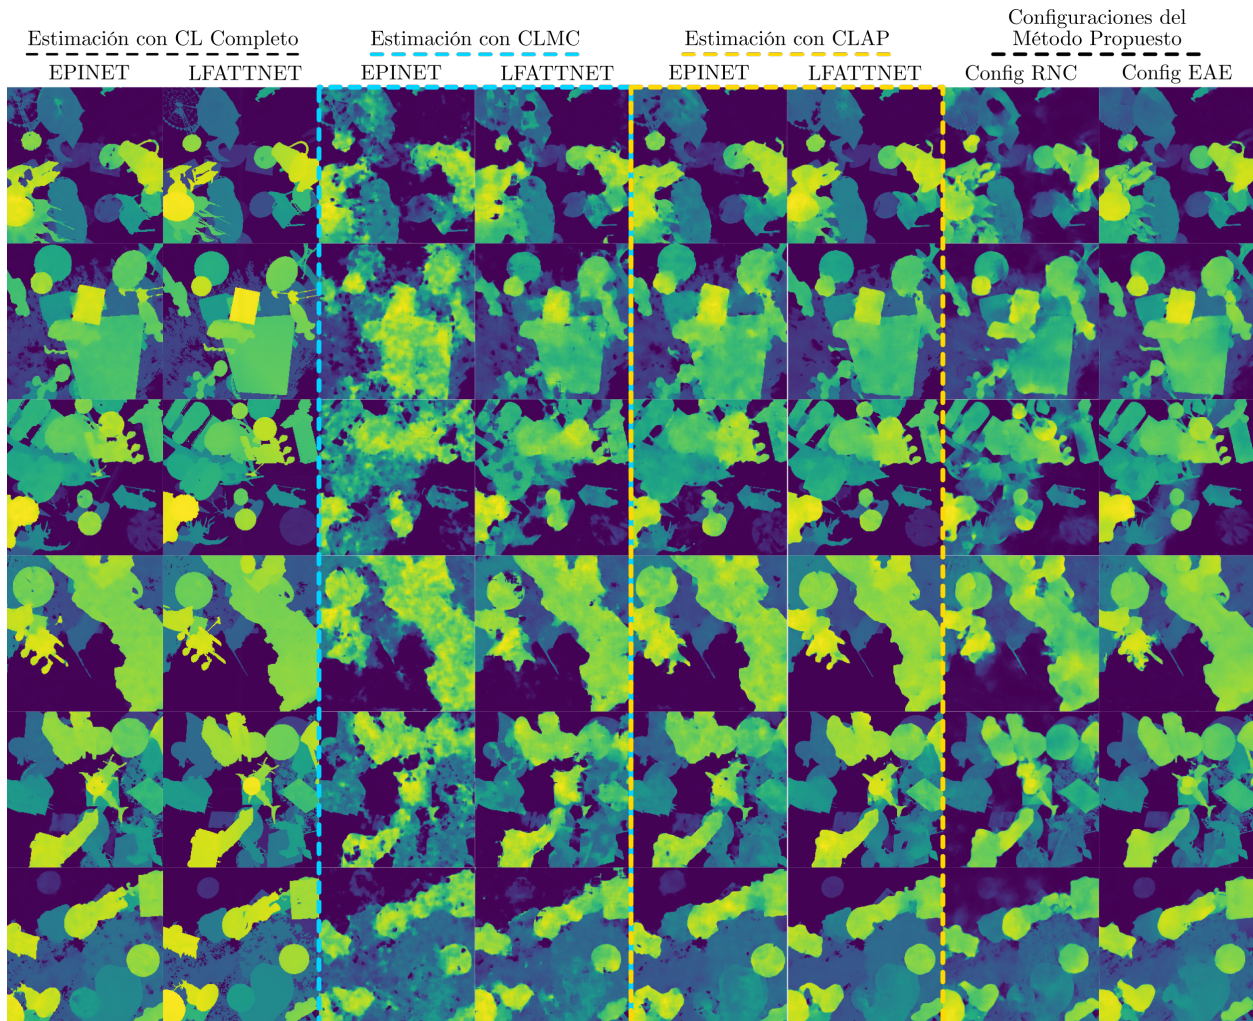 Estimación con CL Completo
Estimación con CLMC
Estimación con CLAP
Configuraciones del
Método Propuesto
EPINET
LFATTNET
EPINET
LFATTNET
EPINET
LFATTNET
Config RNC
Config EAE